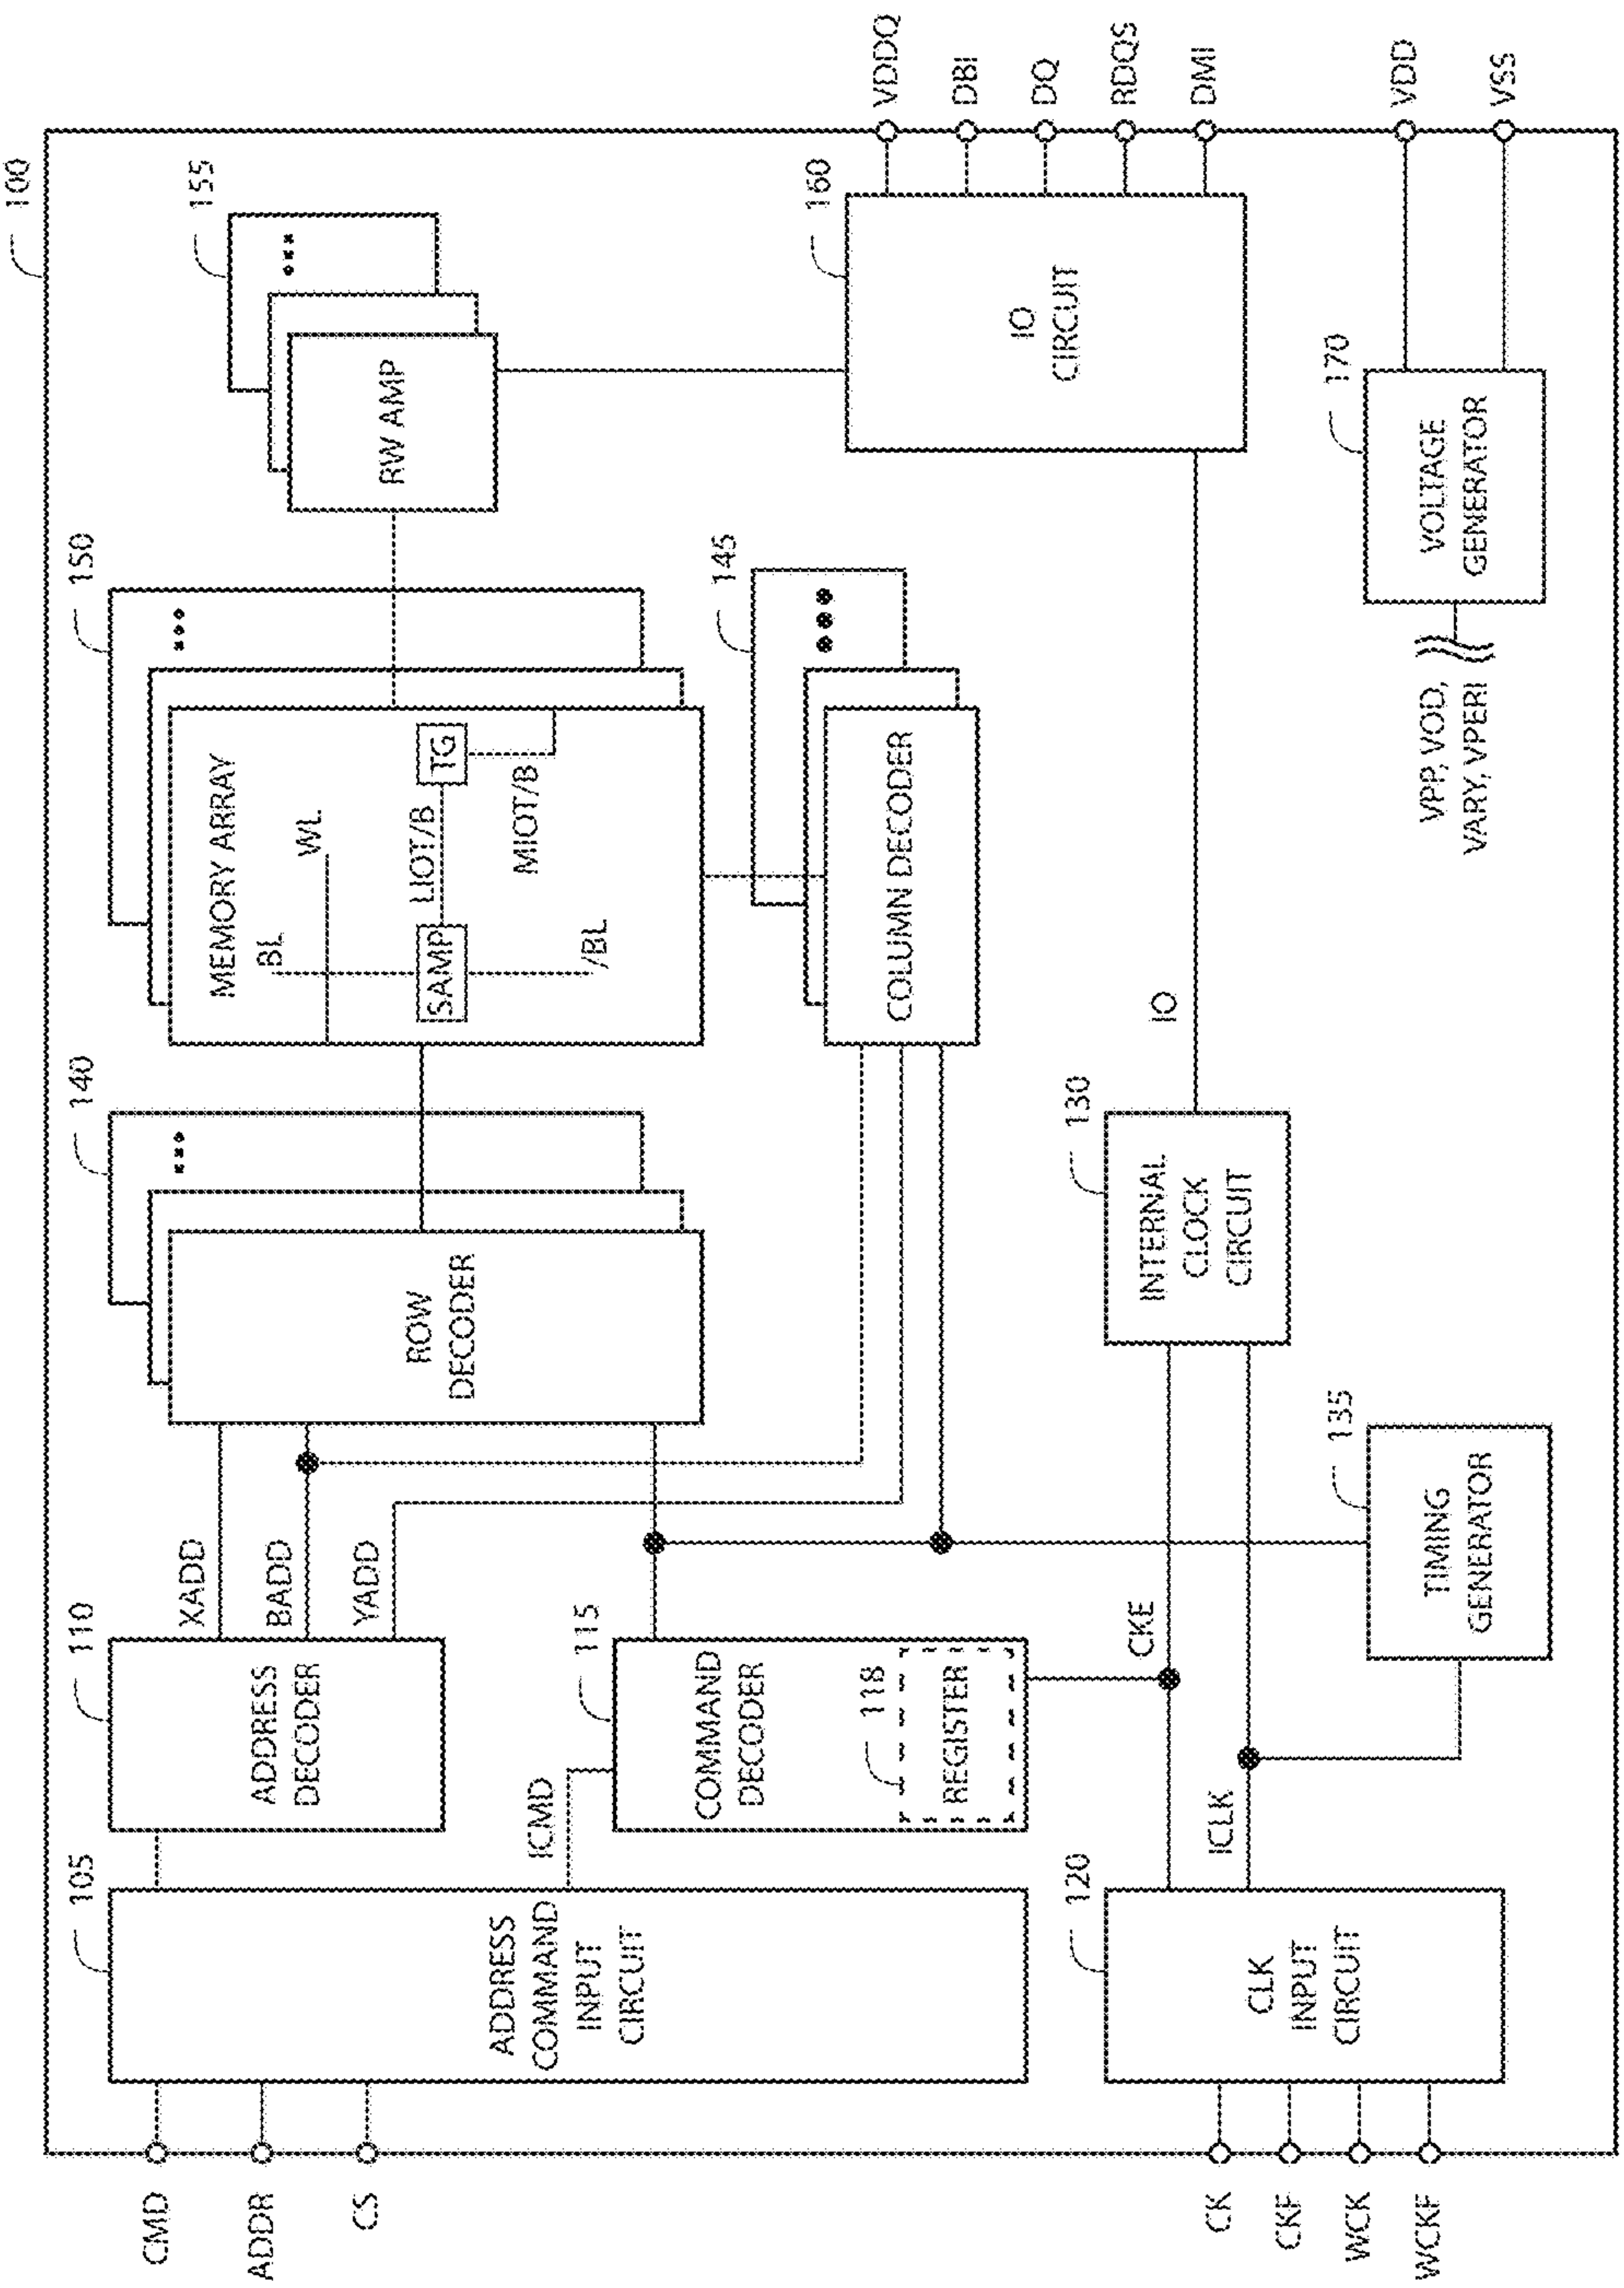 100
105
110
140
150
155
XADD
BADD
YADD
ADDRESS
DECODER
ROW
DECODER
MEMORY ARRAY
BL
WL
SAMP
LIOT/B
TG
MIOT/B
/BL
RW AMP
CMD
ADDR
CS
ADDRESS
COMMAND
INPUT
CIRCUIT
ICMD
115
COMMAND
DECODER
118
REGISTER
145
COLUMN DECODER
160
IO
CIRCUIT
VDDQ
DBI
DQ
RDQS
DMI
120
CLK
INPUT
CIRCUIT
CK
CKF
WCK
WCKF
CKE
ICLK
130
INTERNAL
CLOCK
CIRCUIT
IO
135
TIMING
GENERATOR
170
VOLTAGE
GENERATOR
VPP, VOD,
VARY, VPERI
VDD
VSS